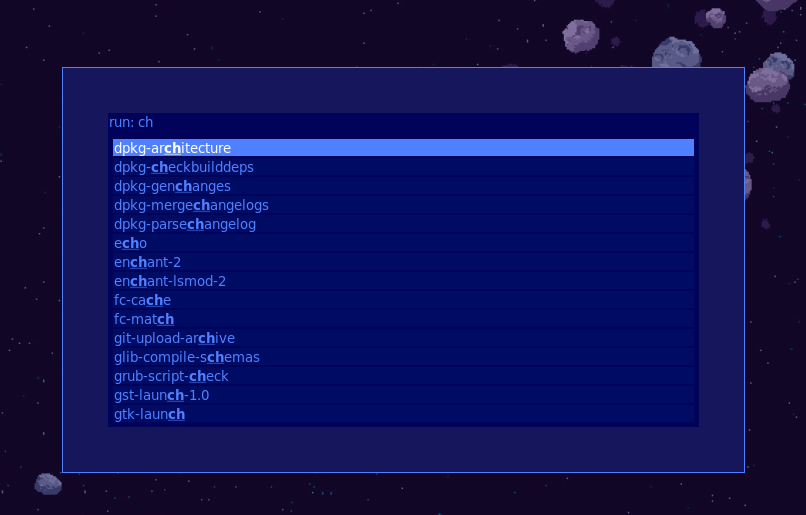 run: ch
dpkg-architecture
dpkg-checkbuilddeps
dpkg-genchanges
dpkg-mergechangelogs
dpkg-parsechangelog
echo
enchant-2
enchant-lsmod-2
fc-cache
fc-match
git-upload-archive
glib-compile-schemas
grub-script-check
gst-launch-1.0
gtk-launch